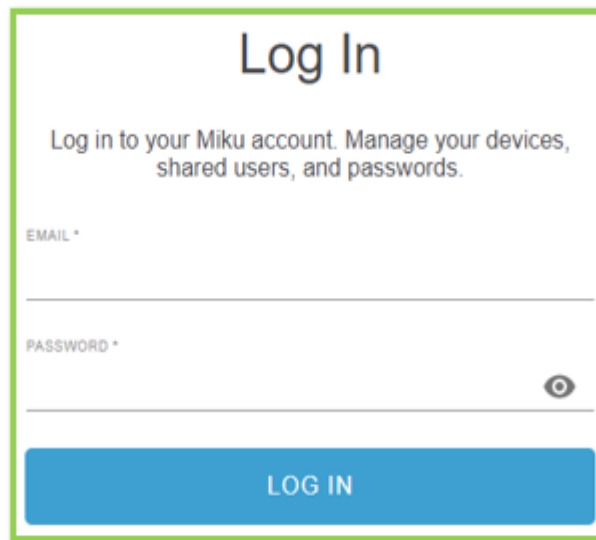 Log In
Log in to your Miku account. Manage your devices,
shared users, and passwords.
EMAIL *
PASSWORD *
LOG IN